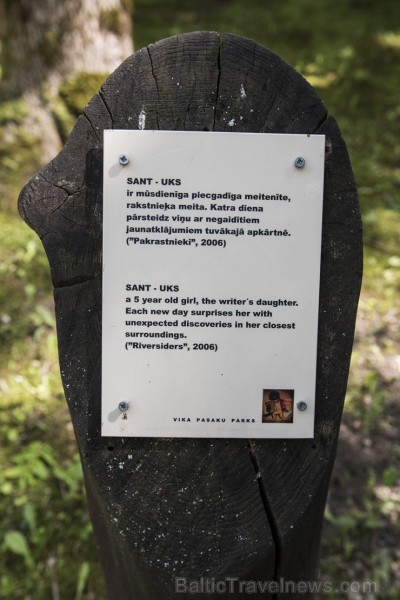 SANT - UKS
ir mūsdienīga piecgadīga meitenīte,
rakstnieka meita. Katra diena
pārsteidz viņu ar negaidītiem
jaunatklājumiem tuvākajā apkārtnē.
("Pakrastnieki", 2006)
SANT - UKS
a 5 year old girl, the writer´s daughter.
Each new day surprises her with
unexpected discoveries in her closest
surroundings.
("Riversiders", 2006)
VIKA PASAKU PARKS
BalticTravelnews.com